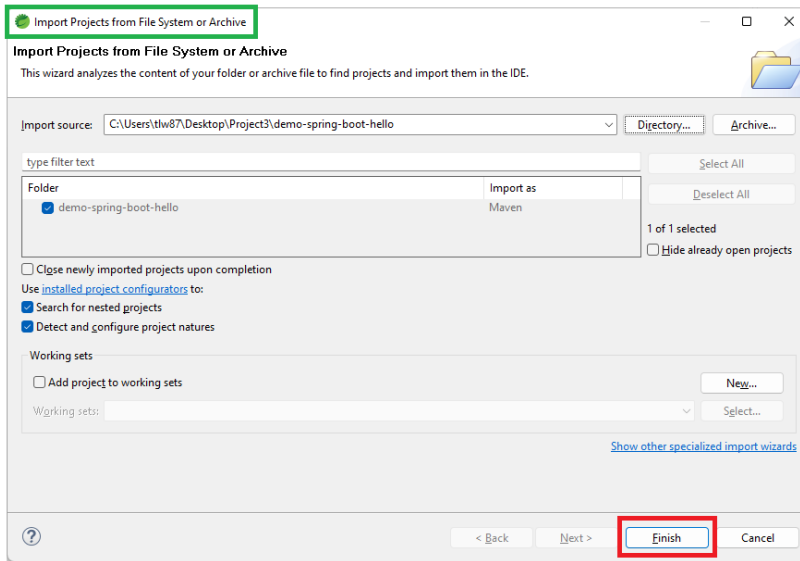 Import Projects from File System or Archive
Import Projects from File System or Archive
This wizard analyzes the content of your folder or archive file to find projects and import them in the IDE.
Import source: C:\Users\tlw87\Desktop\Project3\demo-spring-boot-hello Directory... Archive...
type filter text Select All
Folder Import as Deselect All
demo-spring-boot-hello Maven
1 of 1 selected
Hide already open projects
Close newly imported projects upon completion
Use installed project configurators to:
Search for nested projects
Detect and configure project natures
Working sets
Add project to working sets New...
Working sets: Select...
Show other specialized import wizards
? < Back Next > Finish Cancel